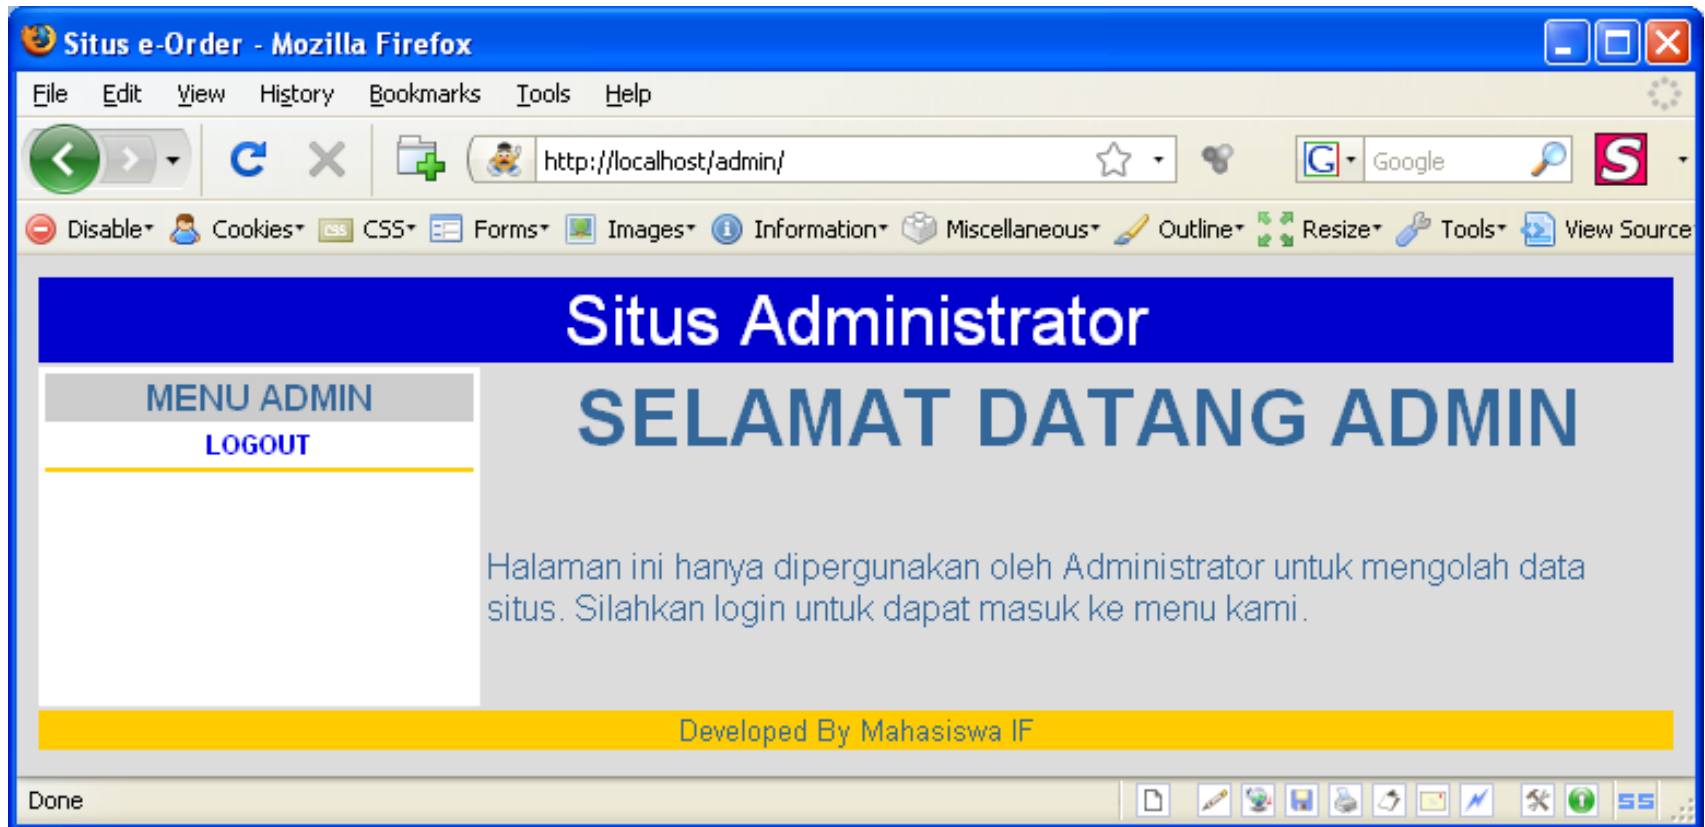 Situs e-Order - Mozilla Firefox
File Edit View History Bookmarks Tools Help
http://localhost/admin/
G Google
S
Disable Cookies CSS CSS Forms Images Information Miscellaneous Outline Resize Tools View Source
Situs Administrator
MENU ADMIN
LOGOUT
SELAMAT DATANG ADMIN
Halaman ini hanya dipergunakan oleh Administrator untuk mengolah data
situs. Silahkan login untuk dapat masuk ke menu kami.
Developed By Mahasiswa IF
Done